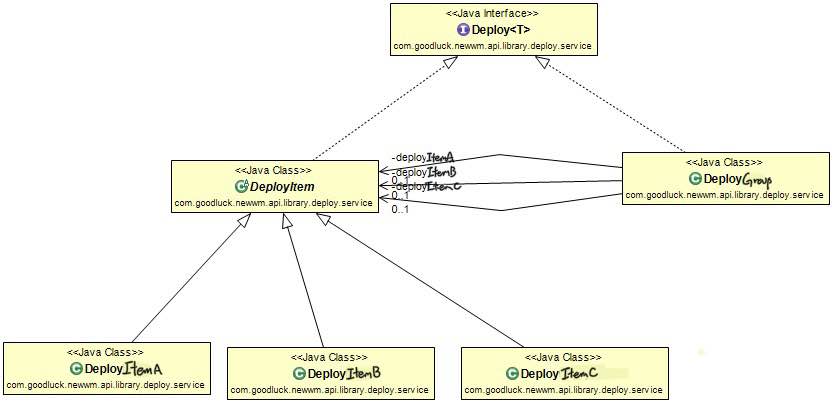 <<Java Interface>>
Deploy<T>
com.goodluck.newwm.api.library.deploy.service
<<Java Class>>
DeployItem
com.goodluck.newwm.api.library.deploy.service
-deployItemA
-deployItemB
0..1
-deployItemC
0..1
0..1
<<Java Class>>
DeployGroup
com.goodluck.newwm.api.library.deploy.service
<<Java Class>>
DeployItemA
com.goodluck.newwm.api.library.deploy.service
<<Java Class>>
DeployItemB
com.goodluck.newwm.api.library.deploy.service
<<Java Class>>
DeployItemC
com.goodluck.newwm.api.library.deploy.service